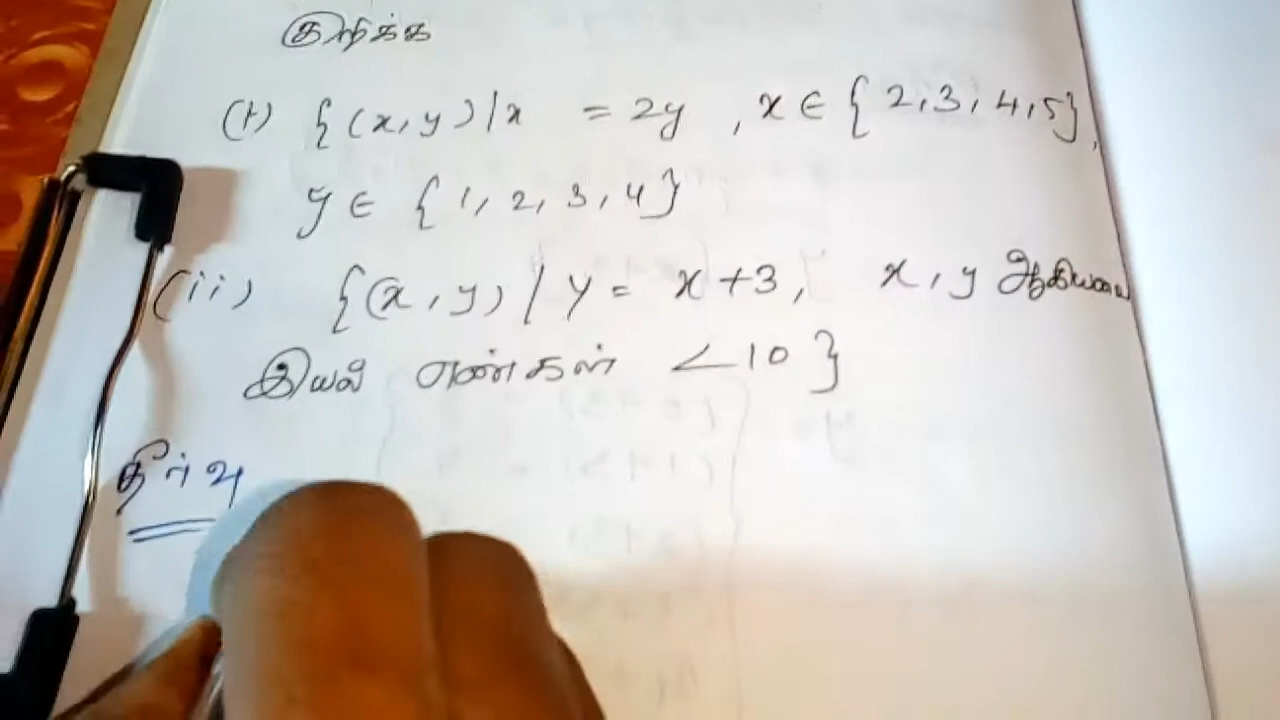 குறிக்க
(i) {(x,y)/x = 2y , x ∈ { 2,3,4,5},
y ∈ { 1, 2, 3, 4}
(ii) {(x,y) / y = x+3, x,y ஆகியவை
இயல் எண்கள் <10 }
தீர்வு